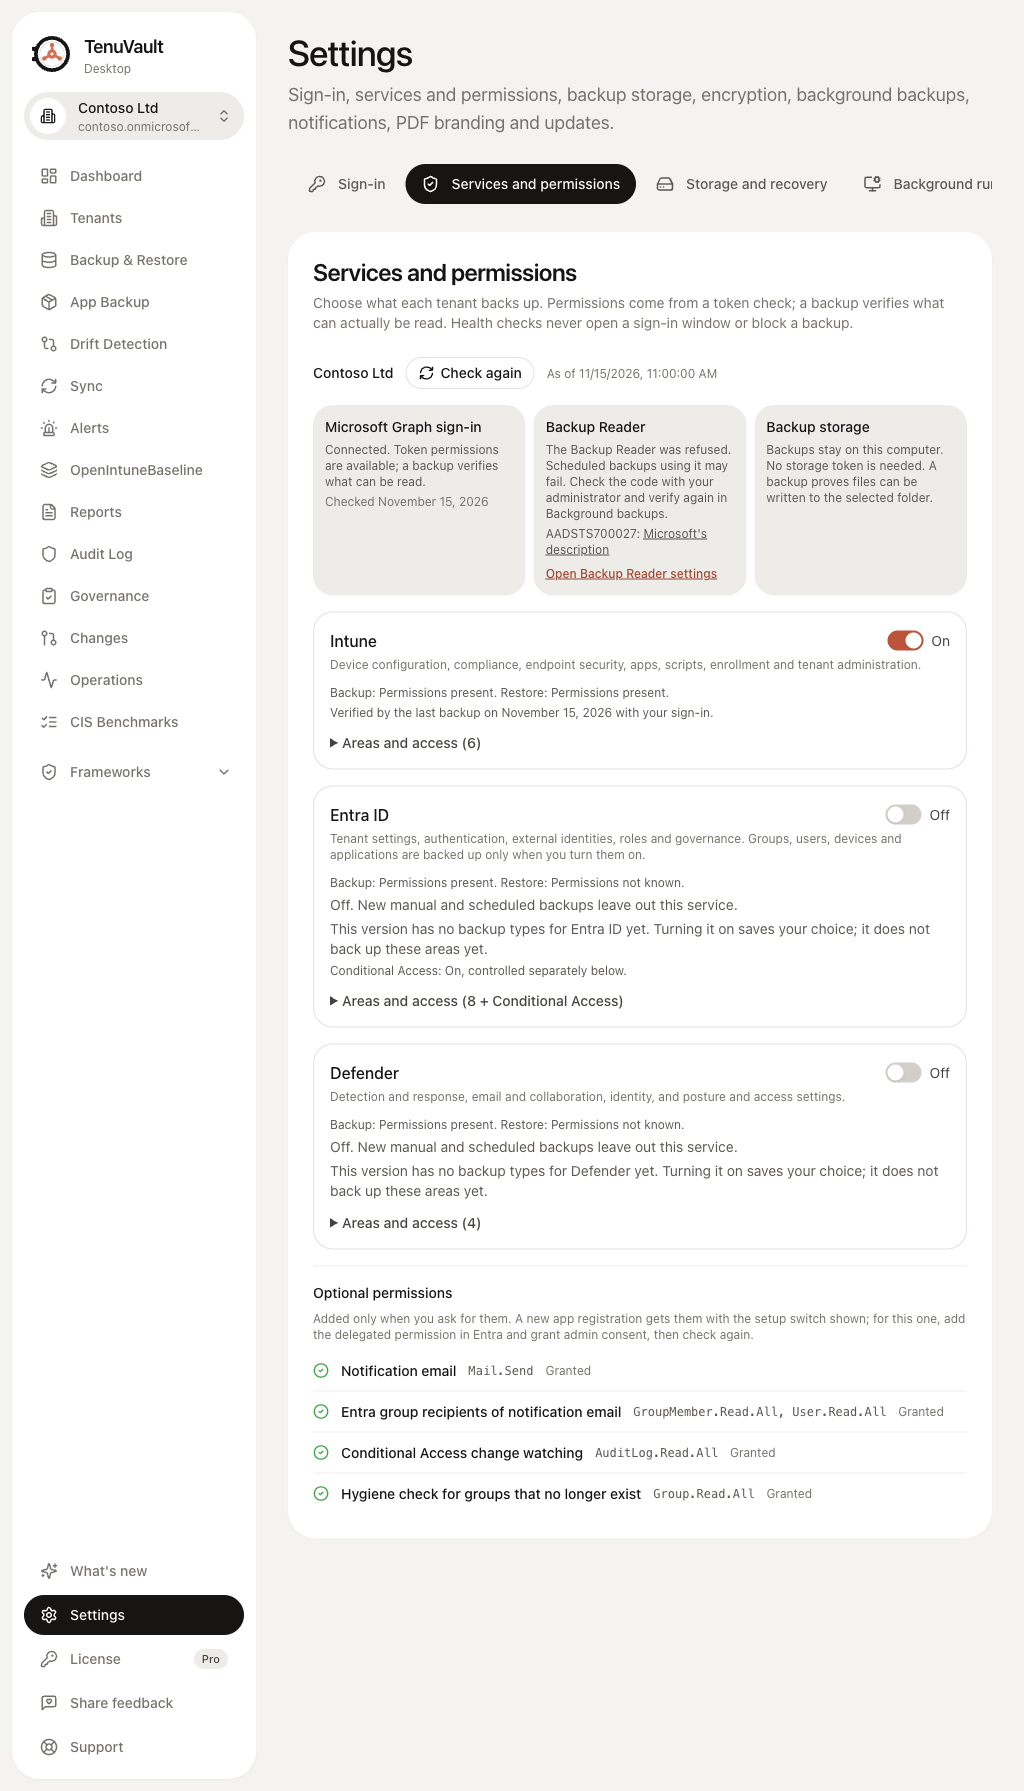 TenuVault
Desktop
Contoso Ltd
contoso.onmicrosof...
Dashboard
Tenants
Backup & Restore
App Backup
Drift Detection
Sync
Alerts
OpenIntuneBaseline
Reports
Audit Log
Governance
Changes
Operations
CIS Benchmarks
Frameworks
What's new
Settings
License
Pro
Share feedback
Support
Settings
Sign-in, services and permissions, backup storage, encryption, background backups,
notifications, PDF branding and updates.
Sign-in
Services and permissions
Storage and recovery
Background rur
Services and permissions
Choose what each tenant backs up. Permissions come from a token check; a backup verifies what
can actually be read. Health checks never open a sign-in window or block a backup.
Contoso Ltd
Check again
As of 11/15/2026, 11:00:00 AM
Microsoft Graph sign-in
Connected. Token permissions
are available; a backup verifies
what can be read.
Checked November 15, 2026
Backup Reader
The Backup Reader was refused.
Scheduled backups using it may
fail. Check the code with your
administrator and verify again in
Background backups.
AADSTS700027: Microsoft's
description
Open Backup Reader settings
Backup storage
Backups stay on this computer.
No storage token is needed. A
backup proves files can be
written to the selected folder.
Intune
On
Device configuration, compliance, endpoint security, apps, scripts, enrollment and tenant administration.
Backup: Permissions present. Restore: Permissions present.
Verified by the last backup on November 15, 2026 with your sign-in.
Areas and access (6)
Entra ID
Off
Tenant settings, authentication, external identities, roles and governance. Groups, users, devices and
applications are backed up only when you turn them on.
Backup: Permissions present. Restore: Permissions not known.
Off. New manual and scheduled backups leave out this service.
This version has no backup types for Entra ID yet. Turning it on saves your choice; it does not
back up these areas yet.
Conditional Access: On, controlled separately below.
Areas and access (8 + Conditional Access)
Defender
Off
Detection and response, email and collaboration, identity, and posture and access settings.
Backup: Permissions present. Restore: Permissions not known.
Off. New manual and scheduled backups leave out this service.
This version has no backup types for Defender yet. Turning it on saves your choice; it does not
back up these areas yet.
Areas and access (4)
Optional permissions
Added only when you ask for them. A new app registration gets them with the setup switch shown; for this one, add
the delegated permission in Entra and grant admin consent, then check again.
Notification email Mail.Send Granted
Entra group recipients of notification email GroupMember.Read.All, User.Read.All Granted
Conditional Access change watching AuditLog.Read.All Granted
Hygiene check for groups that no longer exist Group.Read.All Granted